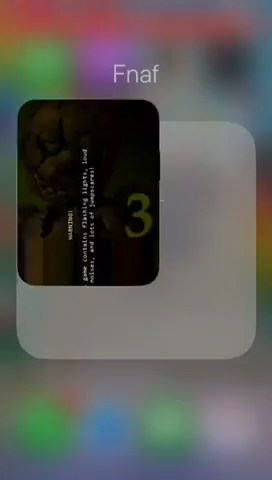 Fnaf
WARNING!
game contains flashing lights, loud
noises, and lots of jumpscares!
3